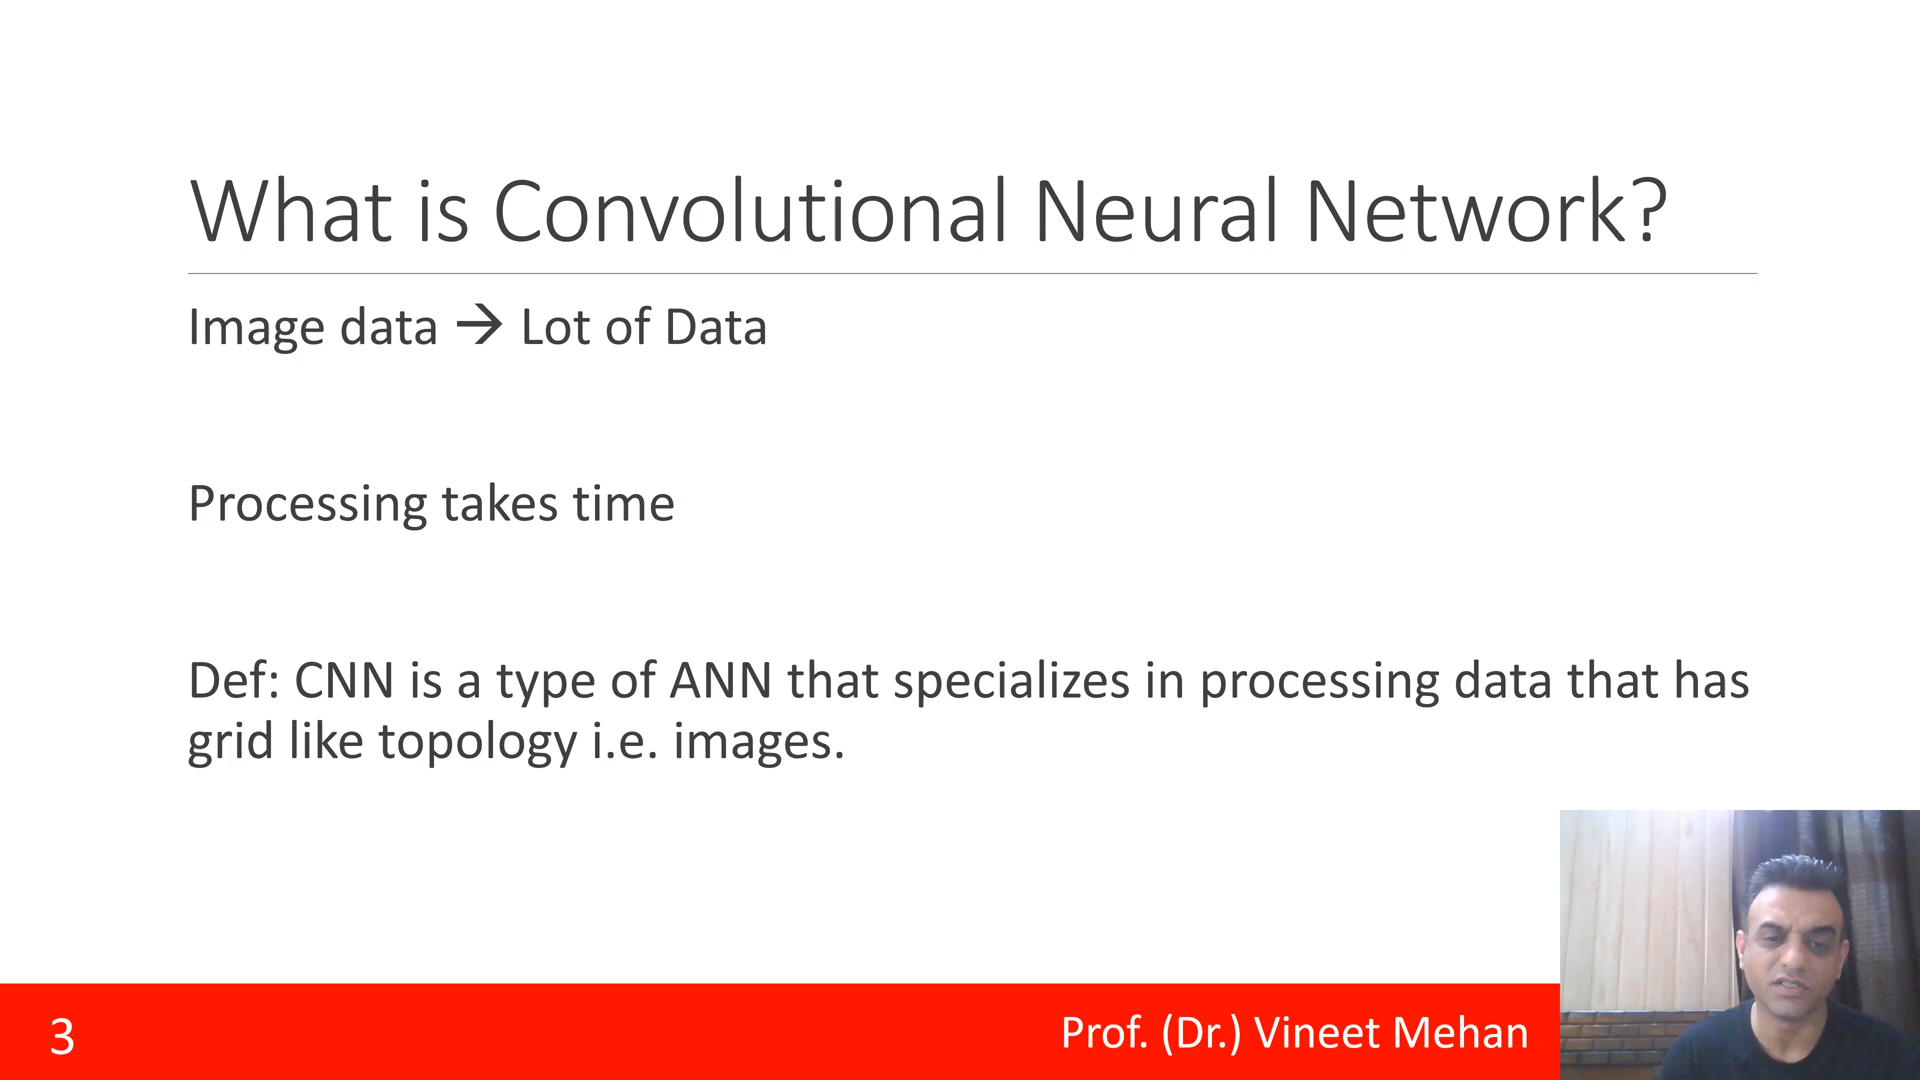 What is Convolutional Neural Network?
Image data → Lot of Data
Processing takes time
Def: CNN is a type of ANN that specializes in processing data that has
grid like topology i.e. images.
3
Prof. (Dr.) Vineet Mehan